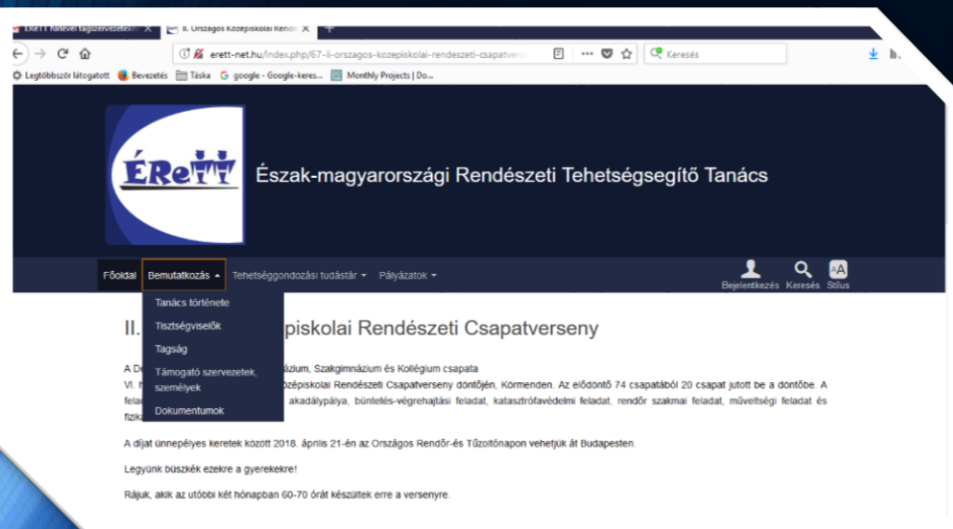 ÉReTT hírlevél tagszervezetekn
II. Országos Középiskolai Rendé
erett-net.hu/index.php/67-ii-orszagos-kozepiskolai-rendeszeti-csapatvers
Keresés
Legtöbbször látogatott Bevezetés Táska google - Google-keres... Monthly Projects | Do...
ÉReTT
Észak-magyarországi Rendészeti Tehetségsegítő Tanács
Főoldal Bemutatkozás Tehetséggondozási tudástár Pályázatok
Bejelentkezés Keresés Stílus
Tanács története
Tisztségviselők
Tagság
Támogató szervezetek,
személyek
Dokumentumok
II. episkolai Rendészeti Csapatverseny
A D ázium, Szakgimnázium és Kollégium csapata
VI. h özépiskolai Rendészeti Csapatverseny döntőjén, Körmenden. Az elődöntő 74 csapatából 20 csapat jutott be a döntőbe. A
fela akadálypálya, büntetés-végrehajtási feladat, katasztrófavédelmi feladat, rendőr szakmai feladat, műveltségi feladat és
fizik
A díjat ünnepélyes keretek között 2018. április 21-én az Országos Rendőr-és Tűzoltónapon vehetjük át Budapesten.
Legyünk büszkék ezekre a gyerekekre!
Rájuk, akik az utóbbi két hónapban 60-70 órát készültek erre a versenyre.